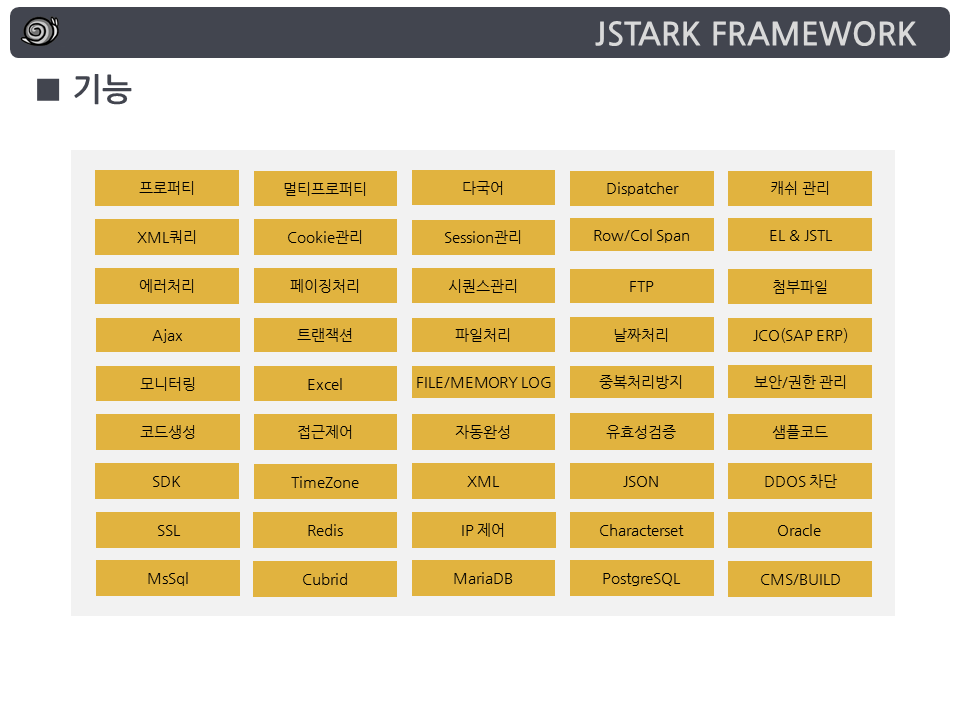 JSTARK FRAMEWORK
■ 기능
프로퍼티
멀티프로퍼티
다국어
Dispatcher
캐쉬 관리
XML쿼리
Cookie관리
Session관리
Row/Col Span
EL & JSTL
에러처리
페이징처리
시퀀스관리
FTP
첨부파일
Ajax
트랜잭션
파일처리
날짜처리
JCO(SAP ERP)
모니터링
Excel
FILE/MEMORY LOG
중복처리방지
보안/권한 관리
코드생성
접근제어
자동완성
유효성검증
샘플코드
SDK
TimeZone
XML
JSON
DDOS 차단
SSL
Redis
IP 제어
Characterset
Oracle
MsSql
Cubrid
MariaDB
PostgreSQL
CMS/BUILD